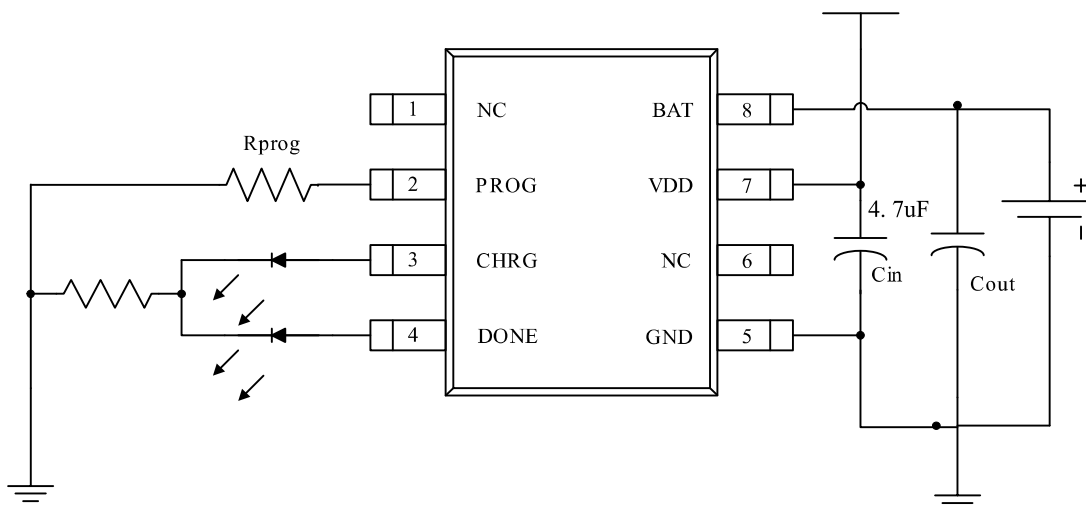 1 NC BAT 8
Rprog
2 PROG VDD 7
4. 7uF
3 CHRG NC 6
Cin
Cout
4 DONE GND 5
+
-